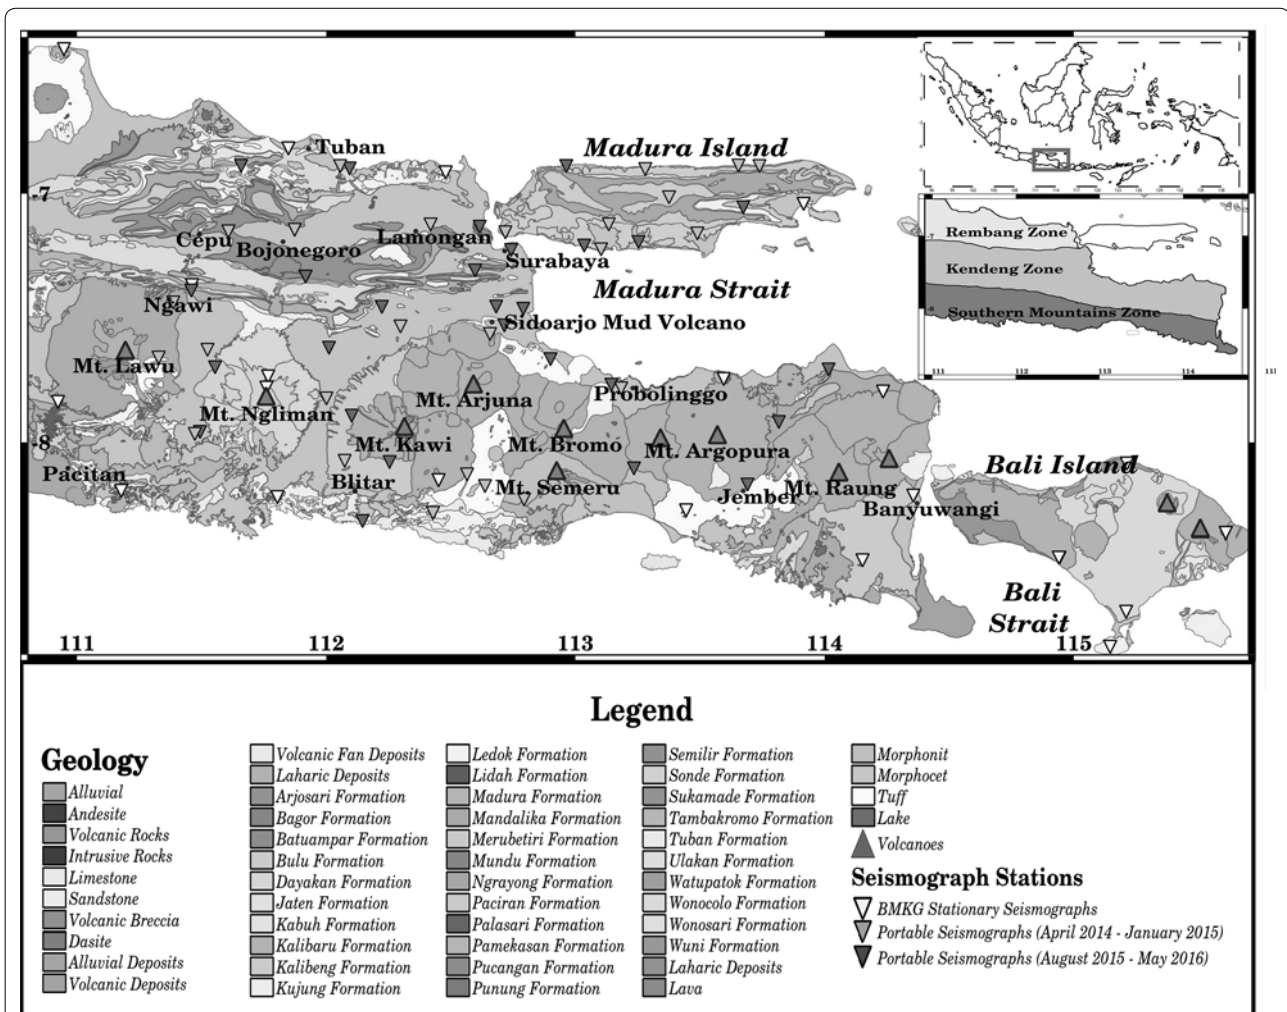 Tuban
Madura Island
-7
Cepu
Bojonegoro
Lamongan
Surabaya
Madura Strait
Ngawi
Sidoarjo Mud Volcano
Mt. Lawu
Mt. Ngliman
Mt. Arjuna
Probolinggo
-8
Mt. Kawi
Mt. Bromo
Mt. Argopura
Pacitan
Blitar
Mt. Semeru
Jember
Mt. Raung
Banyuwangi
Bali Island
Bali
Strait
111
112
113
114
115
Rembang Zone
-7
Kendeng Zone
-8
Southern Mountains Zone
111
112
113
114
Legend
Geology
Alluvial
Andesite
Volcanic Rocks
Intrusive Rocks
Limestone
Sandstone
Volcanic Breccia
Dasite
Alluvial Deposits
Volcanic Deposits
Volcanic Fan Deposits
Laharic Deposits
Arjosari Formation
Bagor Formation
Batuampar Formation
Bulu Formation
Dayakan Formation
Jaten Formation
Kabuh Formation
Kalibaru Formation
Kalibeng Formation
Kujung Formation
Ledok Formation
Lidah Formation
Madura Formation
Mandalika Formation
Merubetiri Formation
Mundu Formation
Ngrayong Formation
Paciran Formation
Palasari Formation
Pamekasan Formation
Pucangan Formation
Punung Formation
Semilir Formation
Sonde Formation
Sukamade Formation
Tambakromo Formation
Tuban Formation
Ulakan Formation
Watupatok Formation
Wonocolo Formation
Wonosari Formation
Wuni Formation
Laharic Deposits
Lava
Morphonit
Morphocet
Tuff
Lake
Volcanoes
Seismograph Stations
BMKG Stationary Seismographs
Portable Seismographs (April 2014 - January 2015)
Portable Seismographs (August 2015 - May 2016)